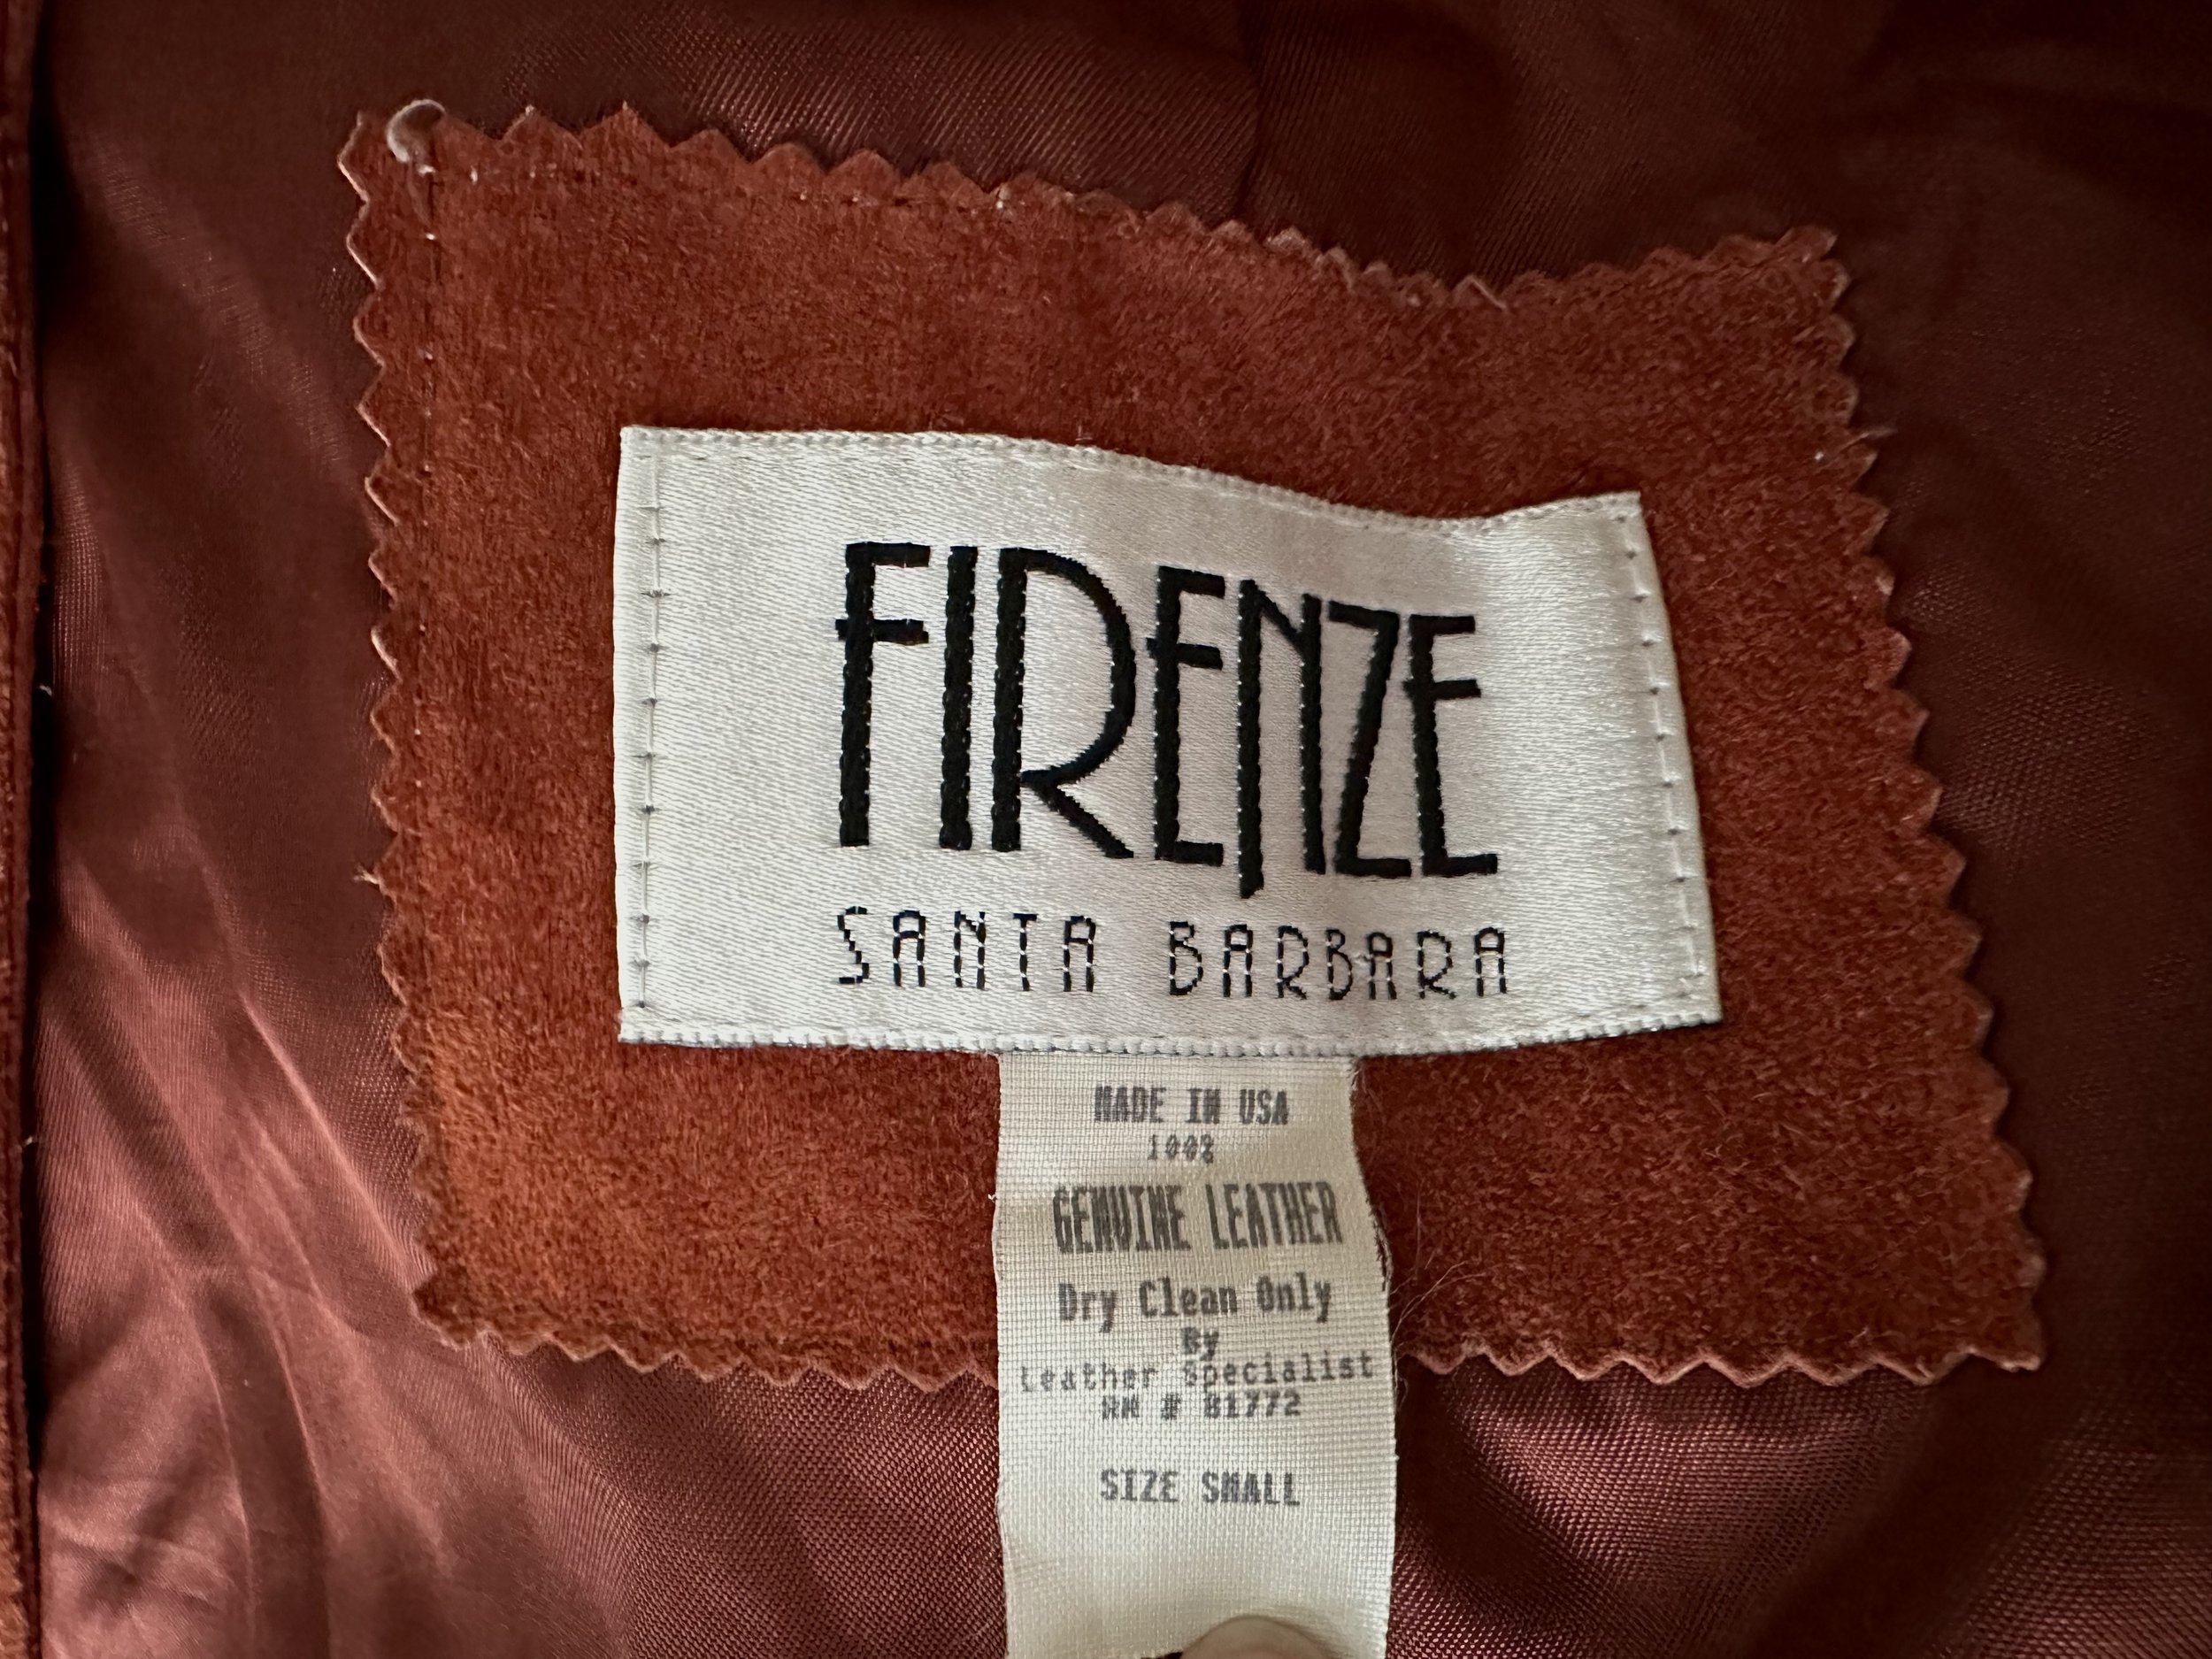 FIRENZE
SANTA BARBARA
MADE IN USA
100%
GENUINE LEATHER
Dry Clean Only
By
Leather Specialist
RN # 81772
SIZE SMALL